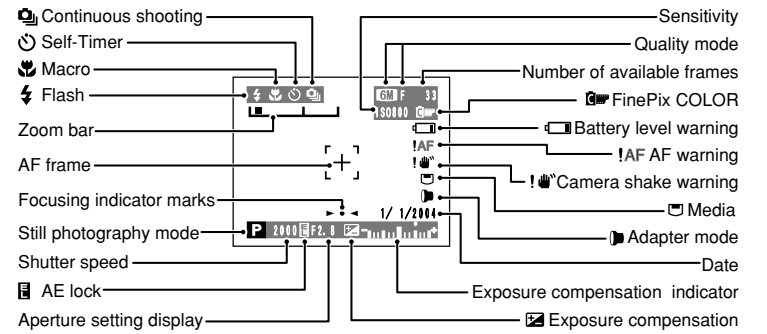 Continuous shooting
Self-Timer
Macro
Flash
Zoom bar
AF frame
Focusing indicator marks
Still photography mode
Shutter speed
AE lock
Aperture setting display
6M F 33
ISO800
!AF
!
1/ 1/2004
P 2000 F2.8
Sensitivity
Quality mode
Number of available frames
FinePix COLOR
Battery level warning
!AF AF warning
! Camera shake warning
Media
Adapter mode
Date
Exposure compensation indicator
Exposure compensation